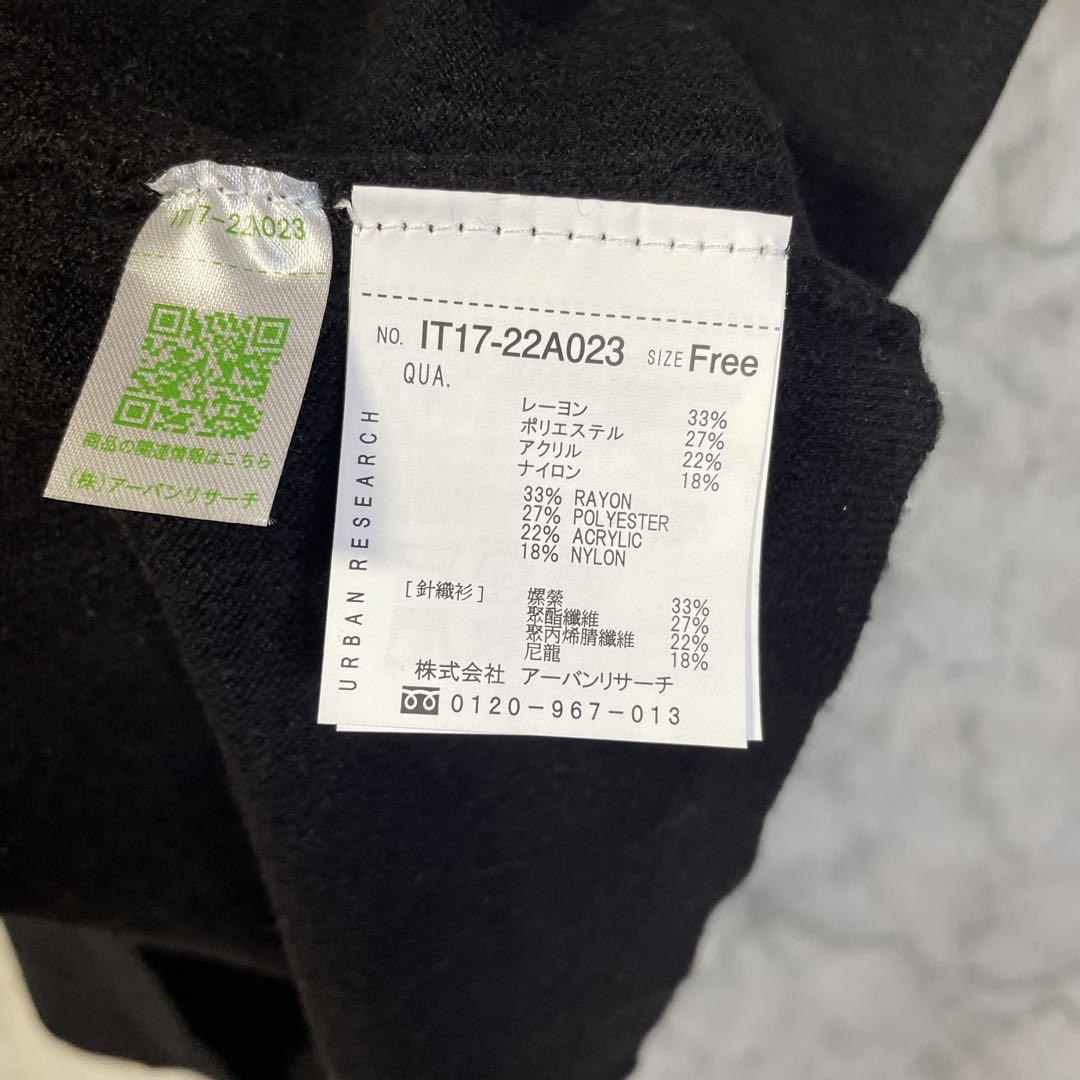 IT17-22A023
商品の関連情報はこちら
(株)アーバンリサーチ
NO. IT17-22A023 SIZE Free
QUA.
URBAN RESEARCH
レーヨン 33%
ポリエステル 27%
アクリル 22%
ナイロン 18%
33% RAYON
27% POLYESTER
22% ACRYLIC
18% NYLON
[針織衫] 嫘縈 33%
聚酯纖維 27%
聚丙烯腈纖維 22%
尼龍 18%
株式会社 アーバンリサーチ
0120-967-013